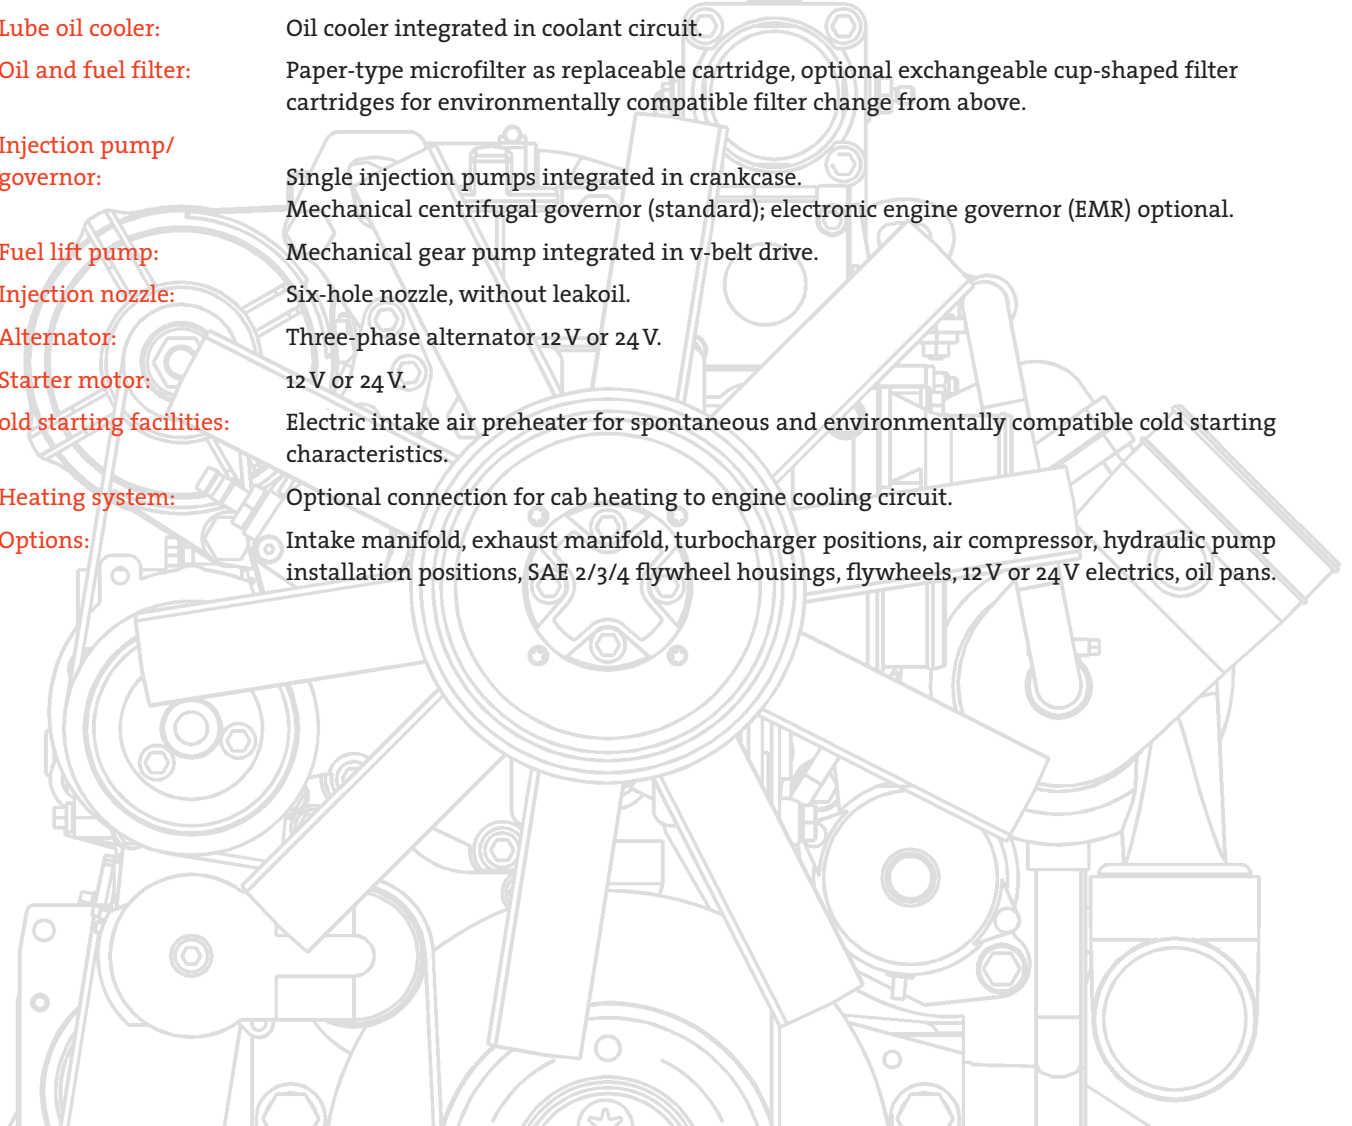 Lube oil cooler: Oil cooler integrated in coolant circuit.
Oil and fuel filter: Paper-type microfilter as replaceable cartridge, optional exchangeable cup-shaped filter
cartridges for environmentally compatible filter change from above.
Injection pump/
governor: Single injection pumps integrated in crankcase.
Mechanical centrifugal governor (standard); electronic engine governor (EMR) optional.
Fuel lift pump: Mechanical gear pump integrated in v-belt drive.
Injection nozzle: Six-hole nozzle, without leakoil.
Alternator: Three-phase alternator 12 V or 24 V.
Starter motor: 12 V or 24 V.
old starting facilities: Electric intake air preheater for spontaneous and environmentally compatible cold starting
characteristics.
Heating system: Optional connection for cab heating to engine cooling circuit.
Options: Intake manifold, exhaust manifold, turbocharger positions, air compressor, hydraulic pump
installation positions, SAE 2/3/4 flywheel housings, flywheels, 12 V or 24 V electrics, oil pans.